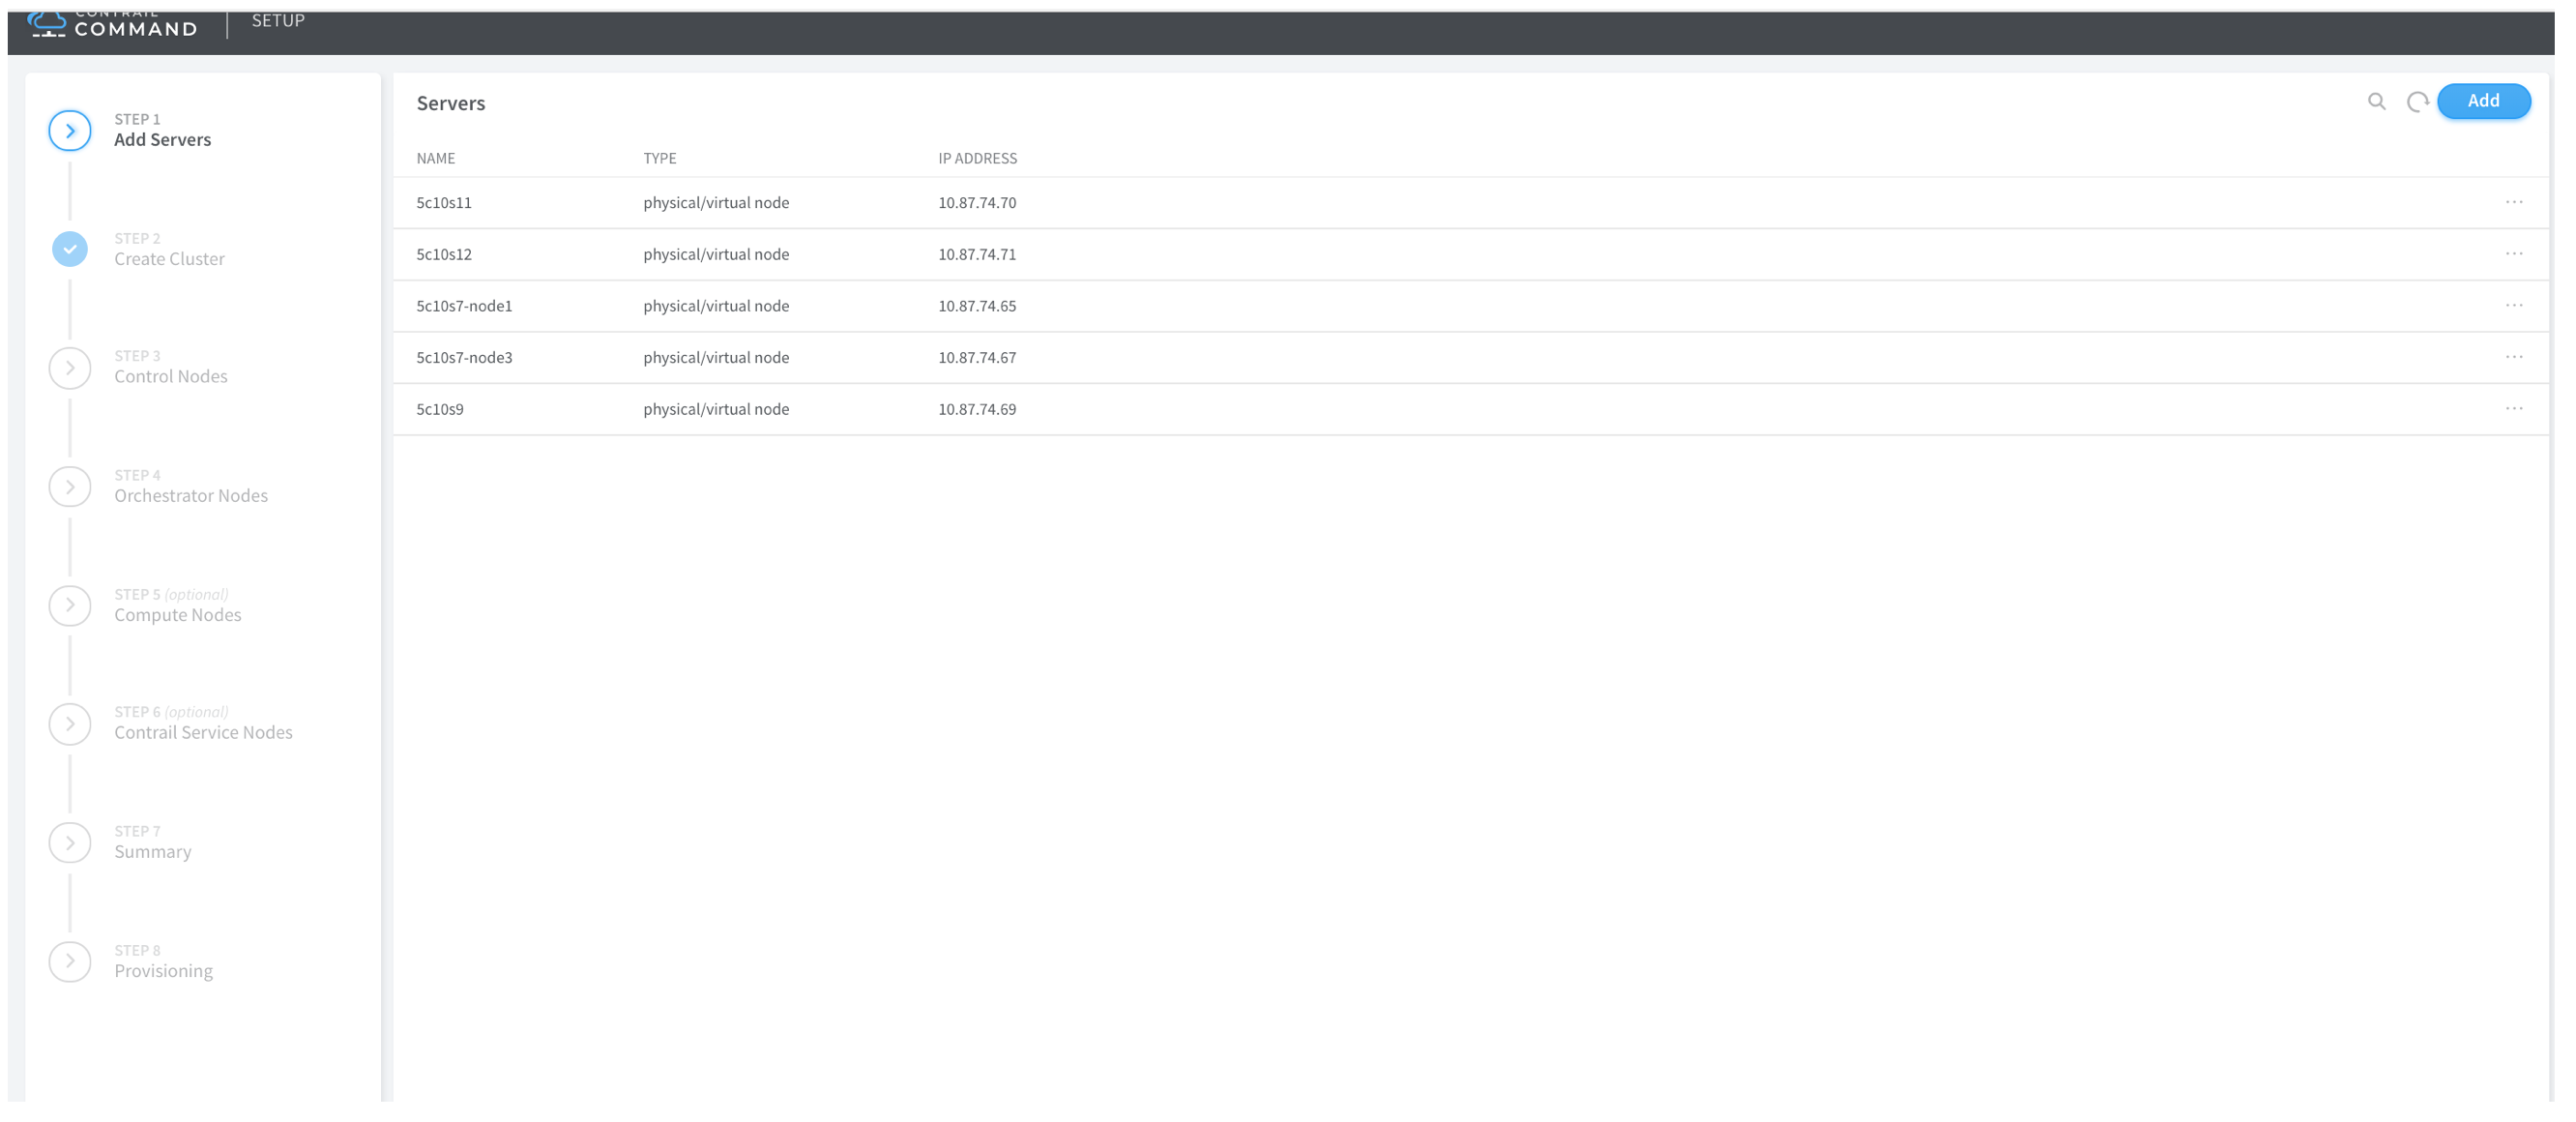 CONTRAIL
COMMAND
SETUP
STEP 1
Add Servers
STEP 2
Create Cluster
STEP 3
Control Nodes
STEP 4
Orchestrator Nodes
STEP 5 (optional)
Compute Nodes
STEP 6 (optional)
Contrail Service Nodes
STEP 7
Summary
STEP 8
Provisioning
Servers
Add
NAME TYPE IP ADDRESS
5c10s11 physical/virtual node 10.87.74.70
5c10s12 physical/virtual node 10.87.74.71
5c10s7-node1 physical/virtual node 10.87.74.65
5c10s7-node3 physical/virtual node 10.87.74.67
5c10s9 physical/virtual node 10.87.74.69